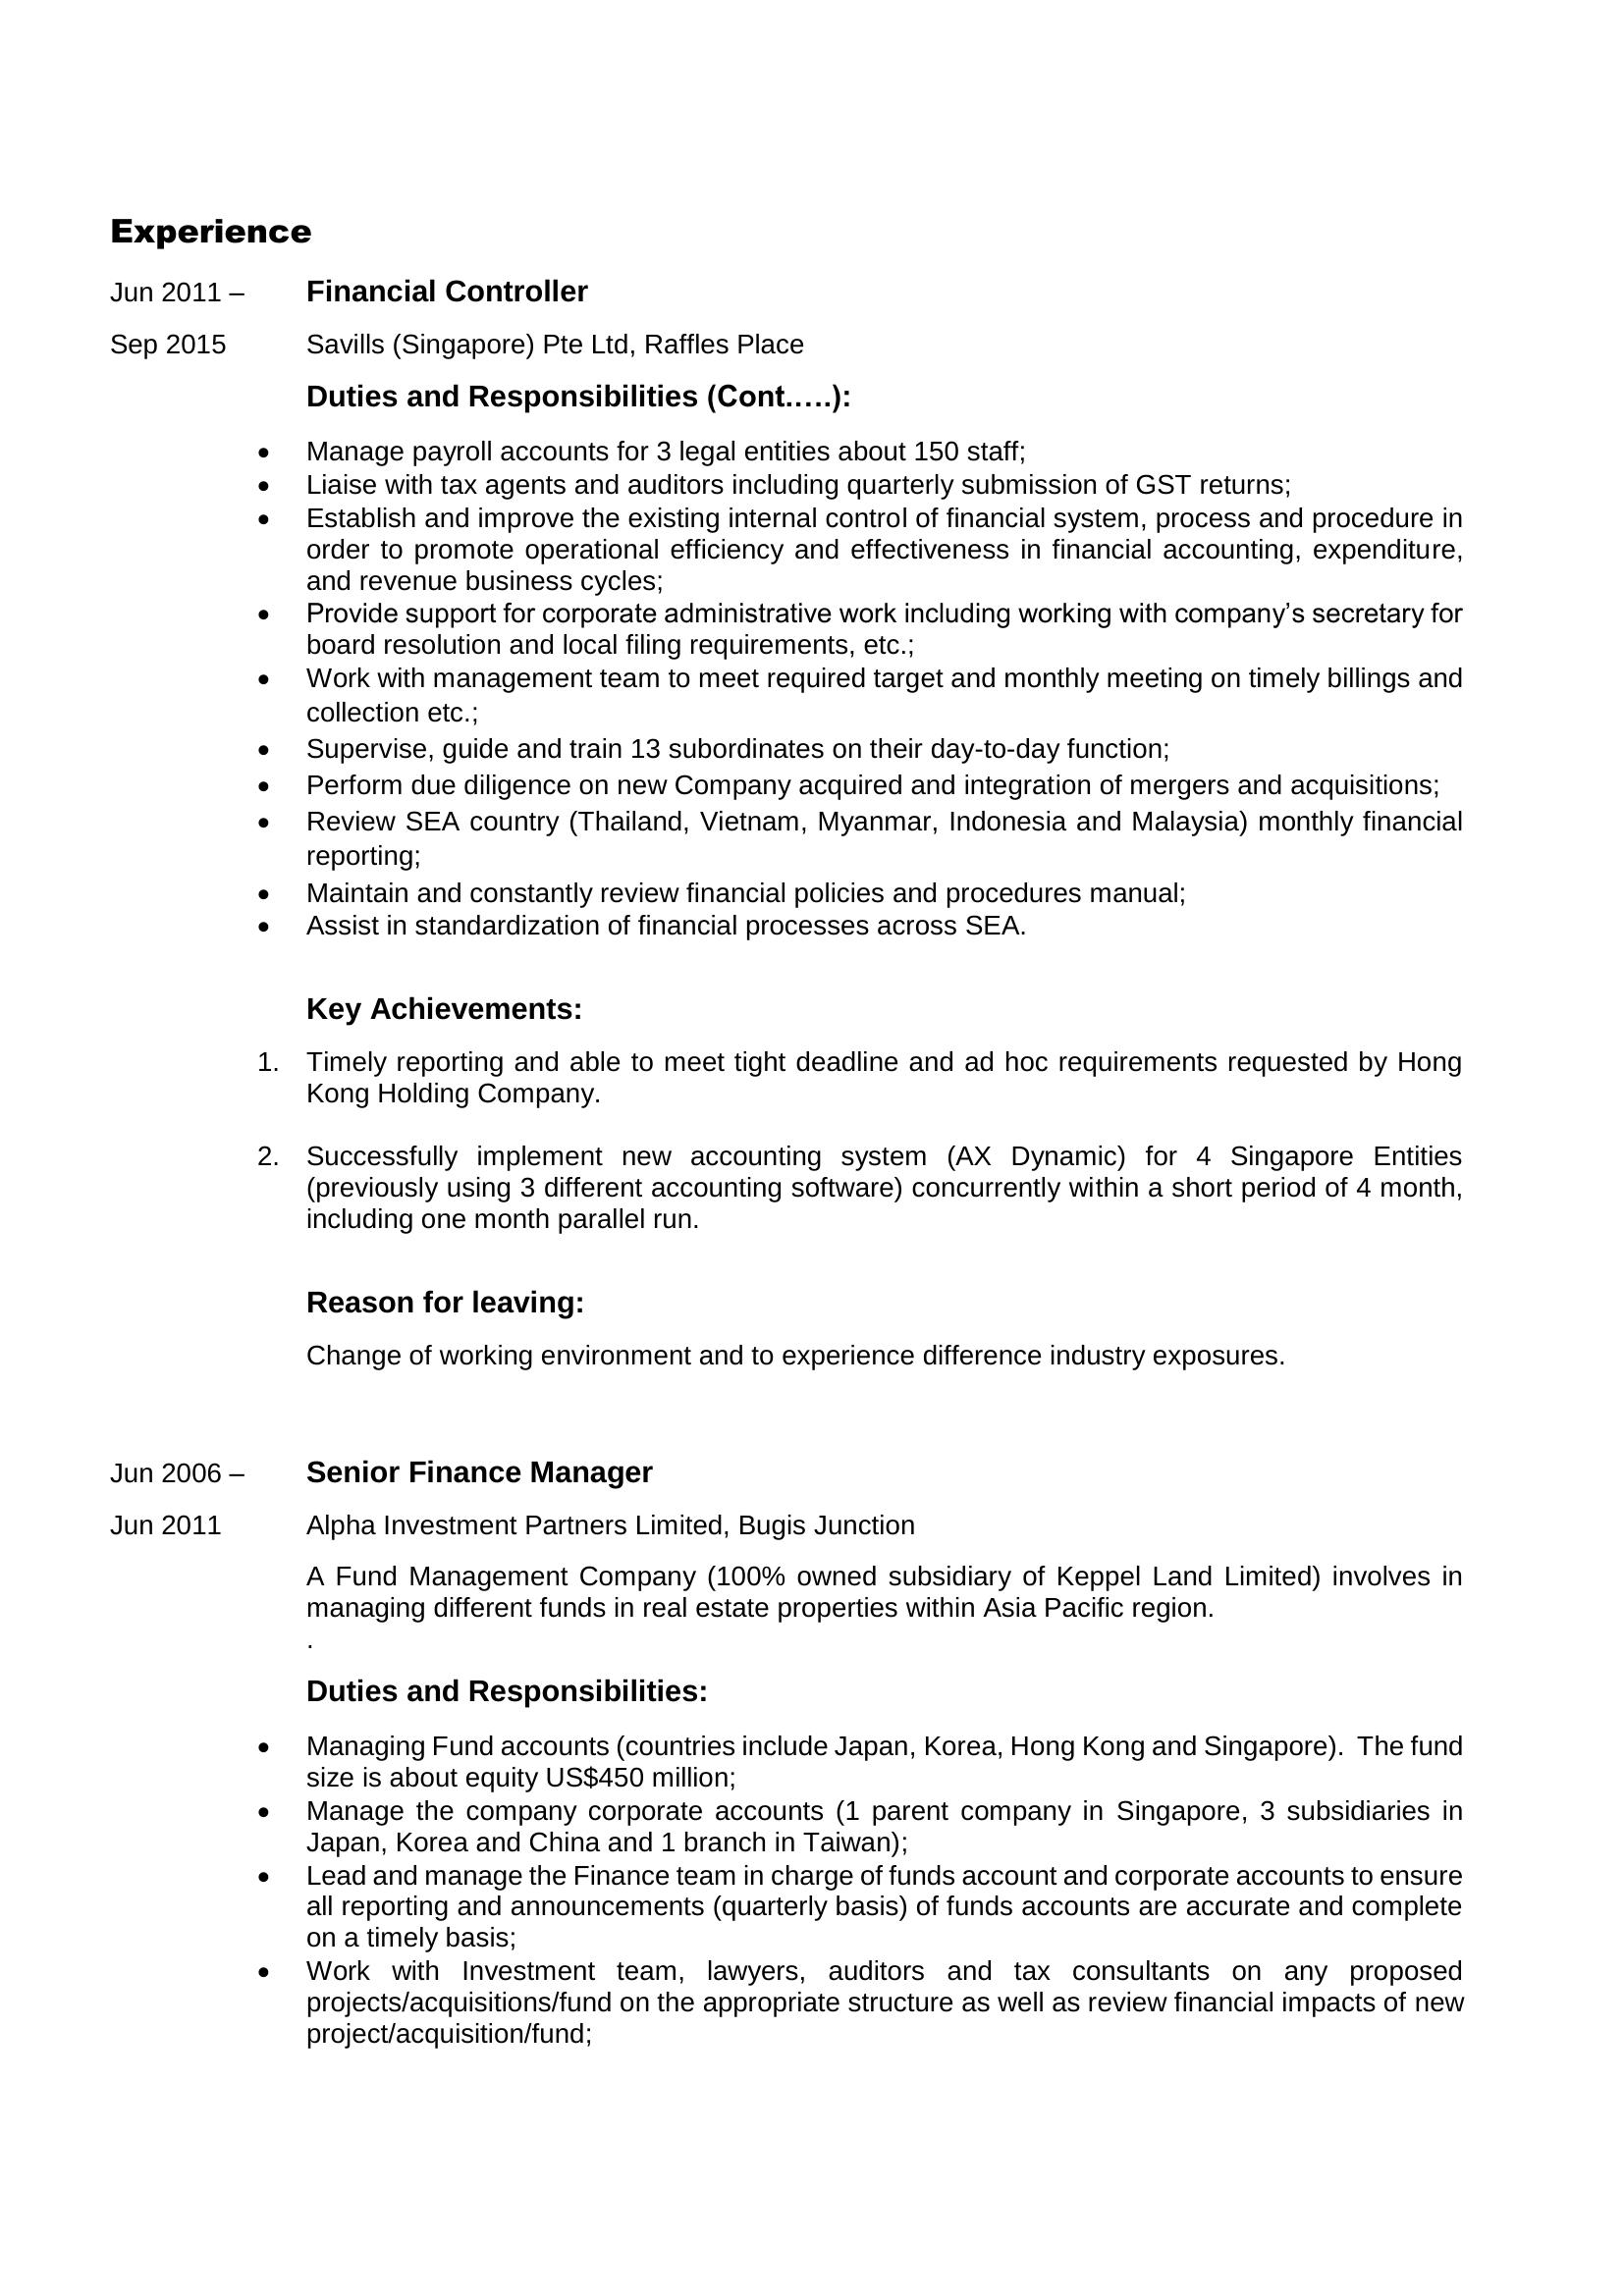 Experience
Jun 2011 – Financial Controller
Sep 2015 Savills (Singapore) Pte Ltd, Raffles Place
Duties and Responsibilities (Cont.….):
• Manage payroll accounts for 3 legal entities about 150 staff;
• Liaise with tax agents and auditors including quarterly submission of GST returns;
• Establish and improve the existing internal control of financial system, process and procedure in
order to promote operational efficiency and effectiveness in financial accounting, expenditure,
and revenue business cycles;
• Provide support for corporate administrative work including working with company’s secretary for
board resolution and local filing requirements, etc.;
• Work with management team to meet required target and monthly meeting on timely billings and
collection etc.;
• Supervise, guide and train 13 subordinates on their day-to-day function;
• Perform due diligence on new Company acquired and integration of mergers and acquisitions;
• Review SEA country (Thailand, Vietnam, Myanmar, Indonesia and Malaysia) monthly financial
reporting;
• Maintain and constantly review financial policies and procedures manual;
• Assist in standardization of financial processes across SEA.
Key Achievements:
1. Timely reporting and able to meet tight deadline and ad hoc requirements requested by Hong
Kong Holding Company.
2. Successfully implement new accounting system (AX Dynamic) for 4 Singapore Entities
(previously using 3 different accounting software) concurrently within a short period of 4 month,
including one month parallel run.
Reason for leaving:
Change of working environment and to experience difference industry exposures.
Jun 2006 – Senior Finance Manager
Jun 2011 Alpha Investment Partners Limited, Bugis Junction
A Fund Management Company (100% owned subsidiary of Keppel Land Limited) involves in
managing different funds in real estate properties within Asia Pacific region.
.
Duties and Responsibilities:
• Managing Fund accounts (countries include Japan, Korea, Hong Kong and Singapore). The fund
size is about equity US$450 million;
• Manage the company corporate accounts (1 parent company in Singapore, 3 subsidiaries in
Japan, Korea and China and 1 branch in Taiwan);
• Lead and manage the Finance team in charge of funds account and corporate accounts to ensure
all reporting and announcements (quarterly basis) of funds accounts are accurate and complete
on a timely basis;
• Work with Investment team, lawyers, auditors and tax consultants on any proposed
projects/acquisitions/fund on the appropriate structure as well as review financial impacts of new
project/acquisition/fund;